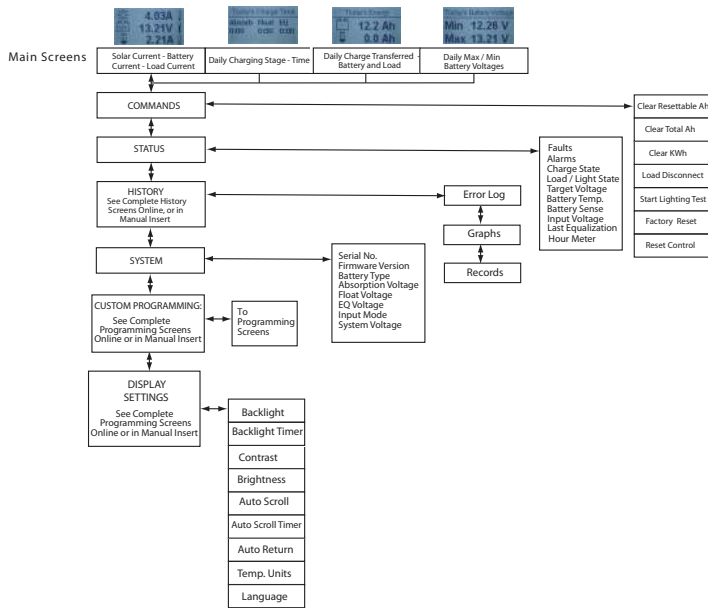 4.03A
13.21V
2.21A
Today's Charge Time
Absorb Float EQ
0:00 0:00 0:00
Today's Energy
12.2 Ah
0.0 Ah
Today's Battery Voltage
Min 12.26 V
Max 13.21 V
Main Screens
Solar Current - Battery
Current - Load Current
Daily Charging Stage - Time
Daily Charge Transferred -
Battery and Load
Daily Max / Min
Battery Voltages
COMMANDS
Clear Resettable Ah
Clear Total Ah
Clear KWh
Load Disconnect
Start Lighting Test
Factory Reset
Reset Control
STATUS
Faults
Alarms
Charge State
Load / Light State
Target Voltage
Battery Temp.
Battery Sense
Input Voltage
Last Equalization
Hour Meter
HISTORY
See Complete History
Screens Online, or in
Manual Insert
Error Log
Graphs
Records
SYSTEM
Serial No.
Firmware Version
Battery Type
Absorption Voltage
Float Voltage
EQ Voltage
Input Mode
System Voltage
CUSTOM PROGRAMMING:
See Complete
Programming Screens
Online or in Manual Insert
To
Programming
Screens
DISPLAY
SETTINGS
See Complete
Programming Screens
Online or in Manual Insert
Backlight
Backlight Timer
Contrast
Brightness
Auto Scroll
Auto Scroll Timer
Auto Return
Temp. Units
Language